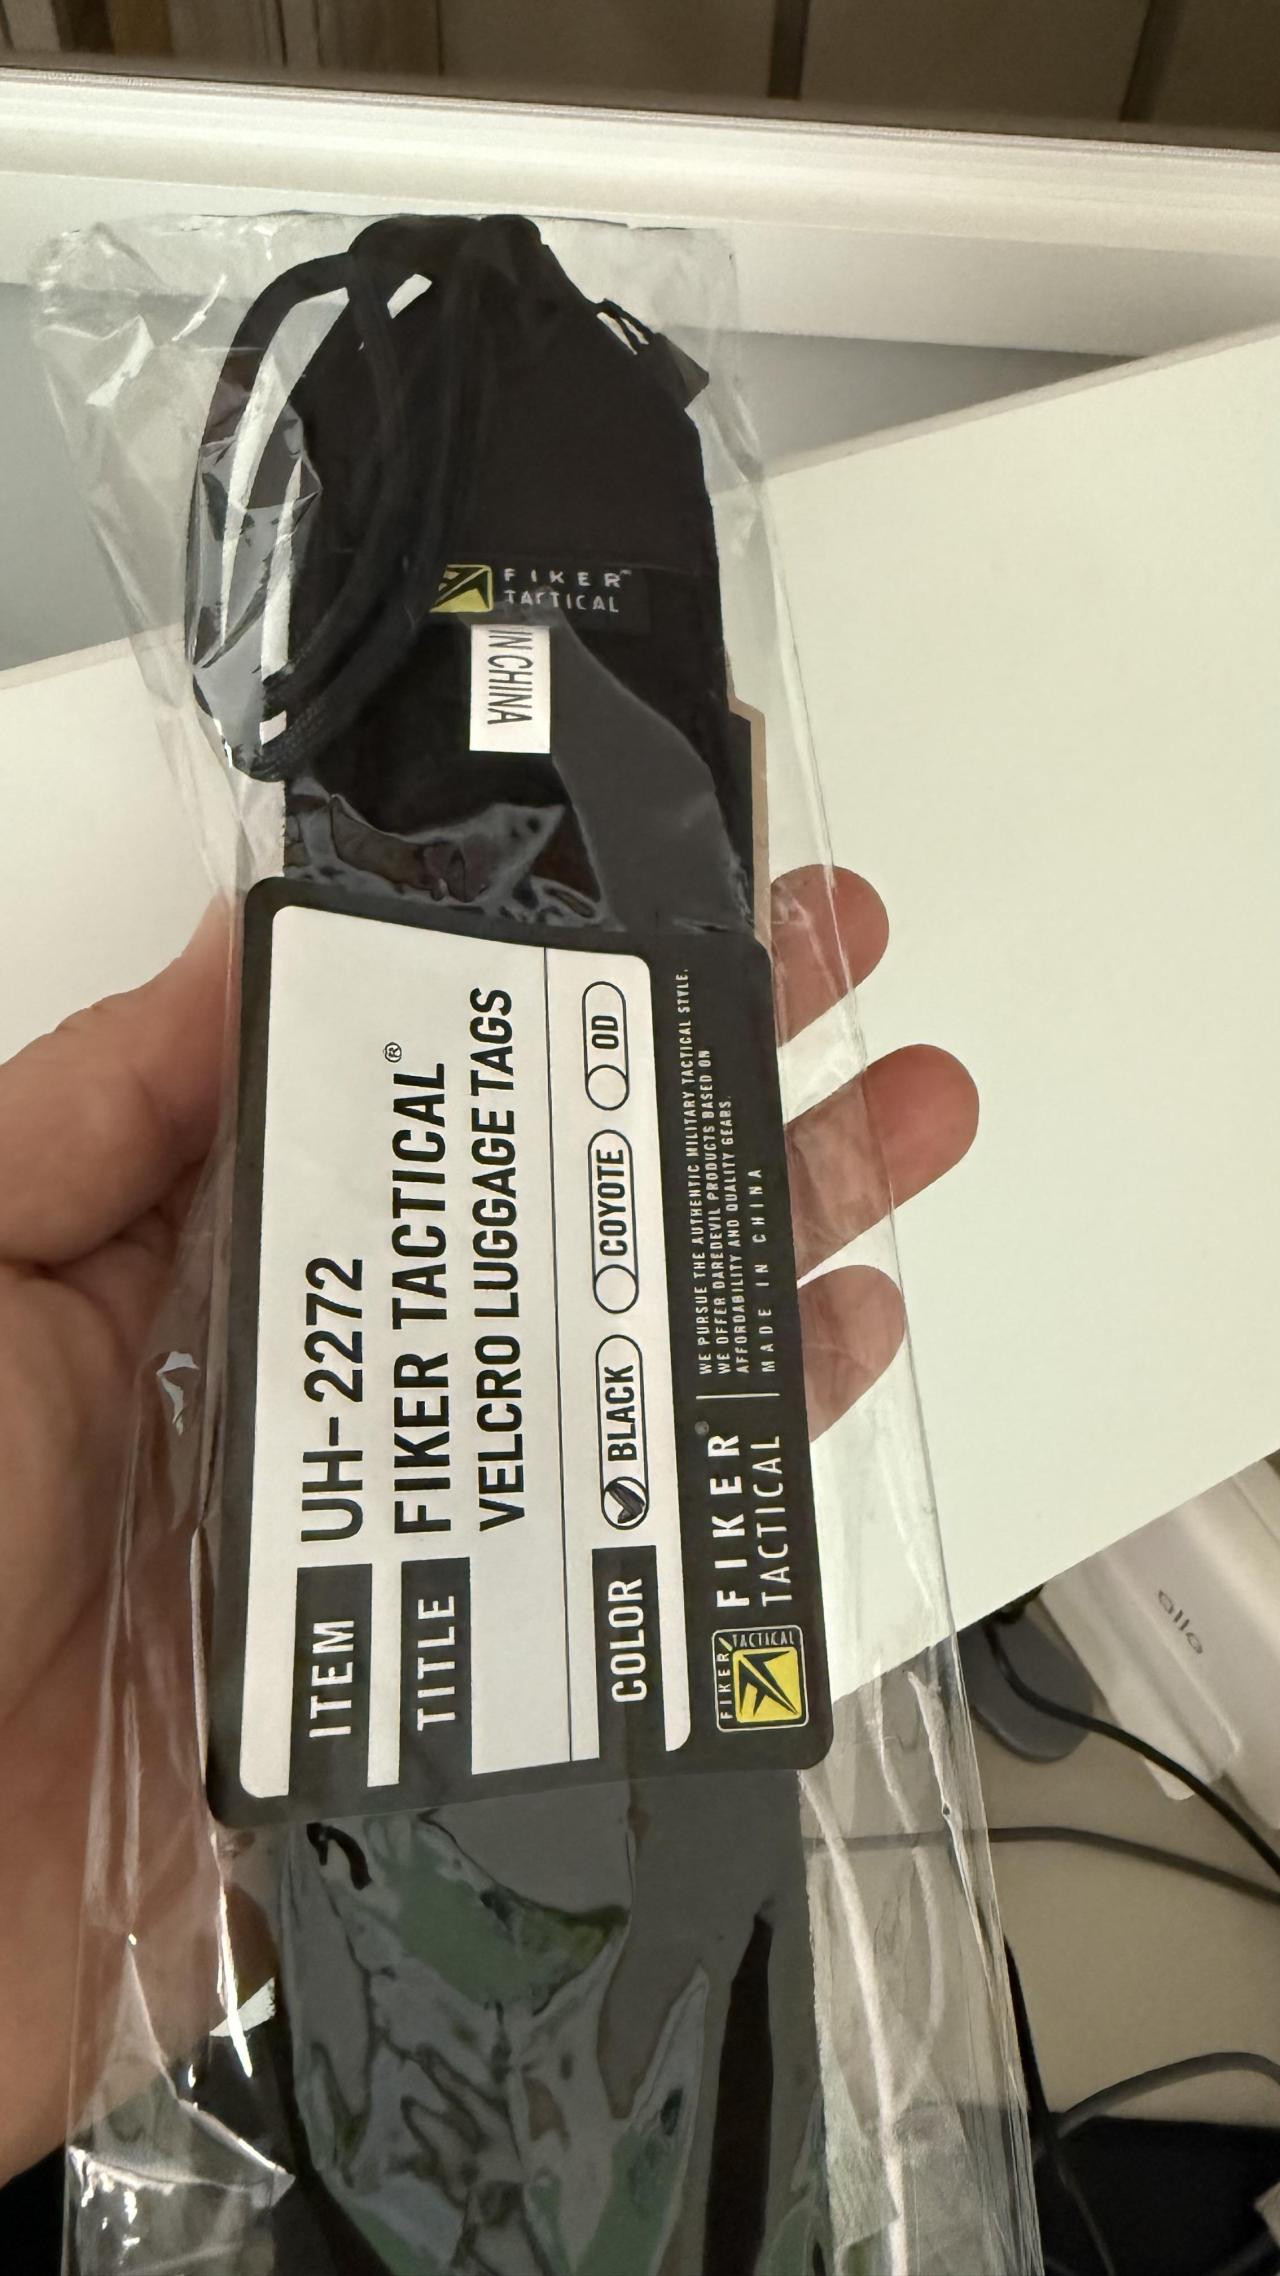 FIKER™
TACTICAL
IN CHINA
ITEM UH-2272
TITLE FIKER TACTICAL®
VELCRO LUGGAGE TAGS
COLOR BLACK COYOTE OD
FIKER TACTICAL
FIKER®
TACTICAL
WE PURSUE THE AUTHENTIC MILITARY TACTICAL STYLE,
WE OFFER DAREDEVIL PRODUCTS BASED ON
AFFORDABILITY AND QUALITY GEARS.
MADE IN CHINA
allo